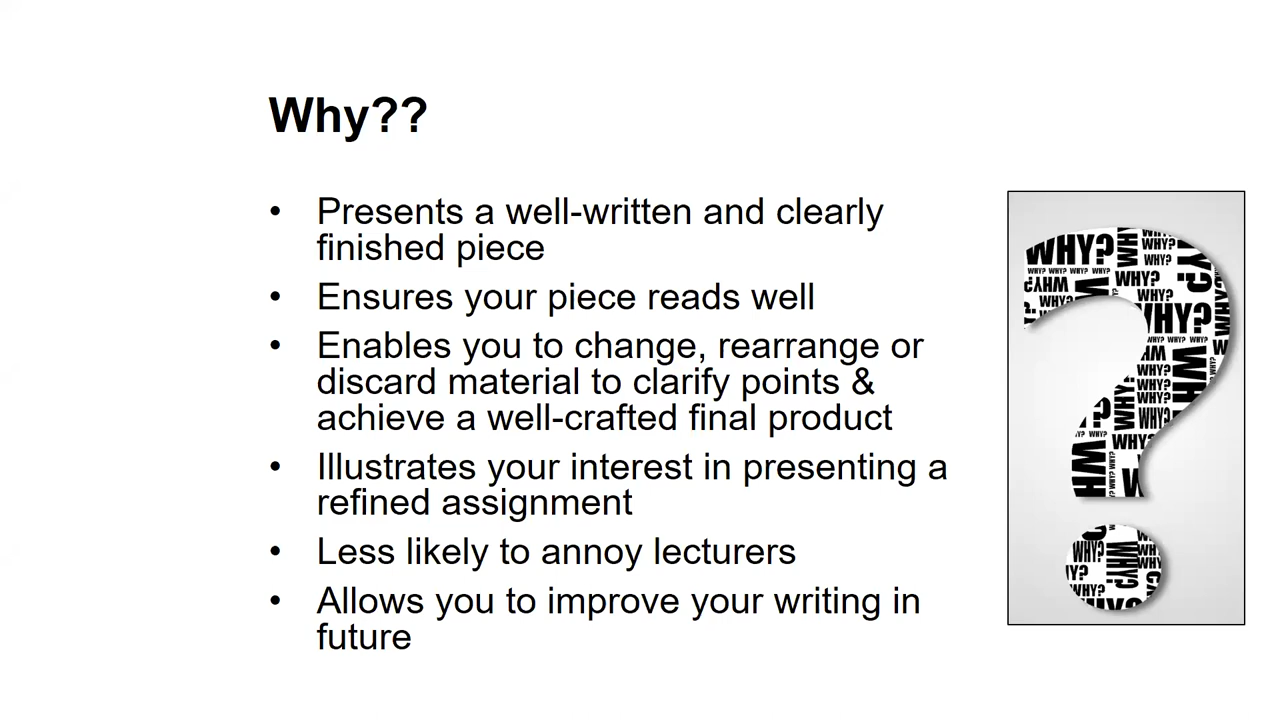 Why??
• Presents a well-written and clearly
finished piece
• Ensures your piece reads well
• Enables you to change, rearrange or
discard material to clarify points &
achieve a well-crafted final product
• Illustrates your interest in presenting a
refined assignment
• Less likely to annoy lecturers
• Allows you to improve your writing in
future
WHY?
WHY?
WHY?
WHY? WHY? WHY? WHY?
WHY?
WHY?
WHY?
WHY?
WHY?
WHY?
WHY?
WHY?
WHY?
WHY?
WHY?